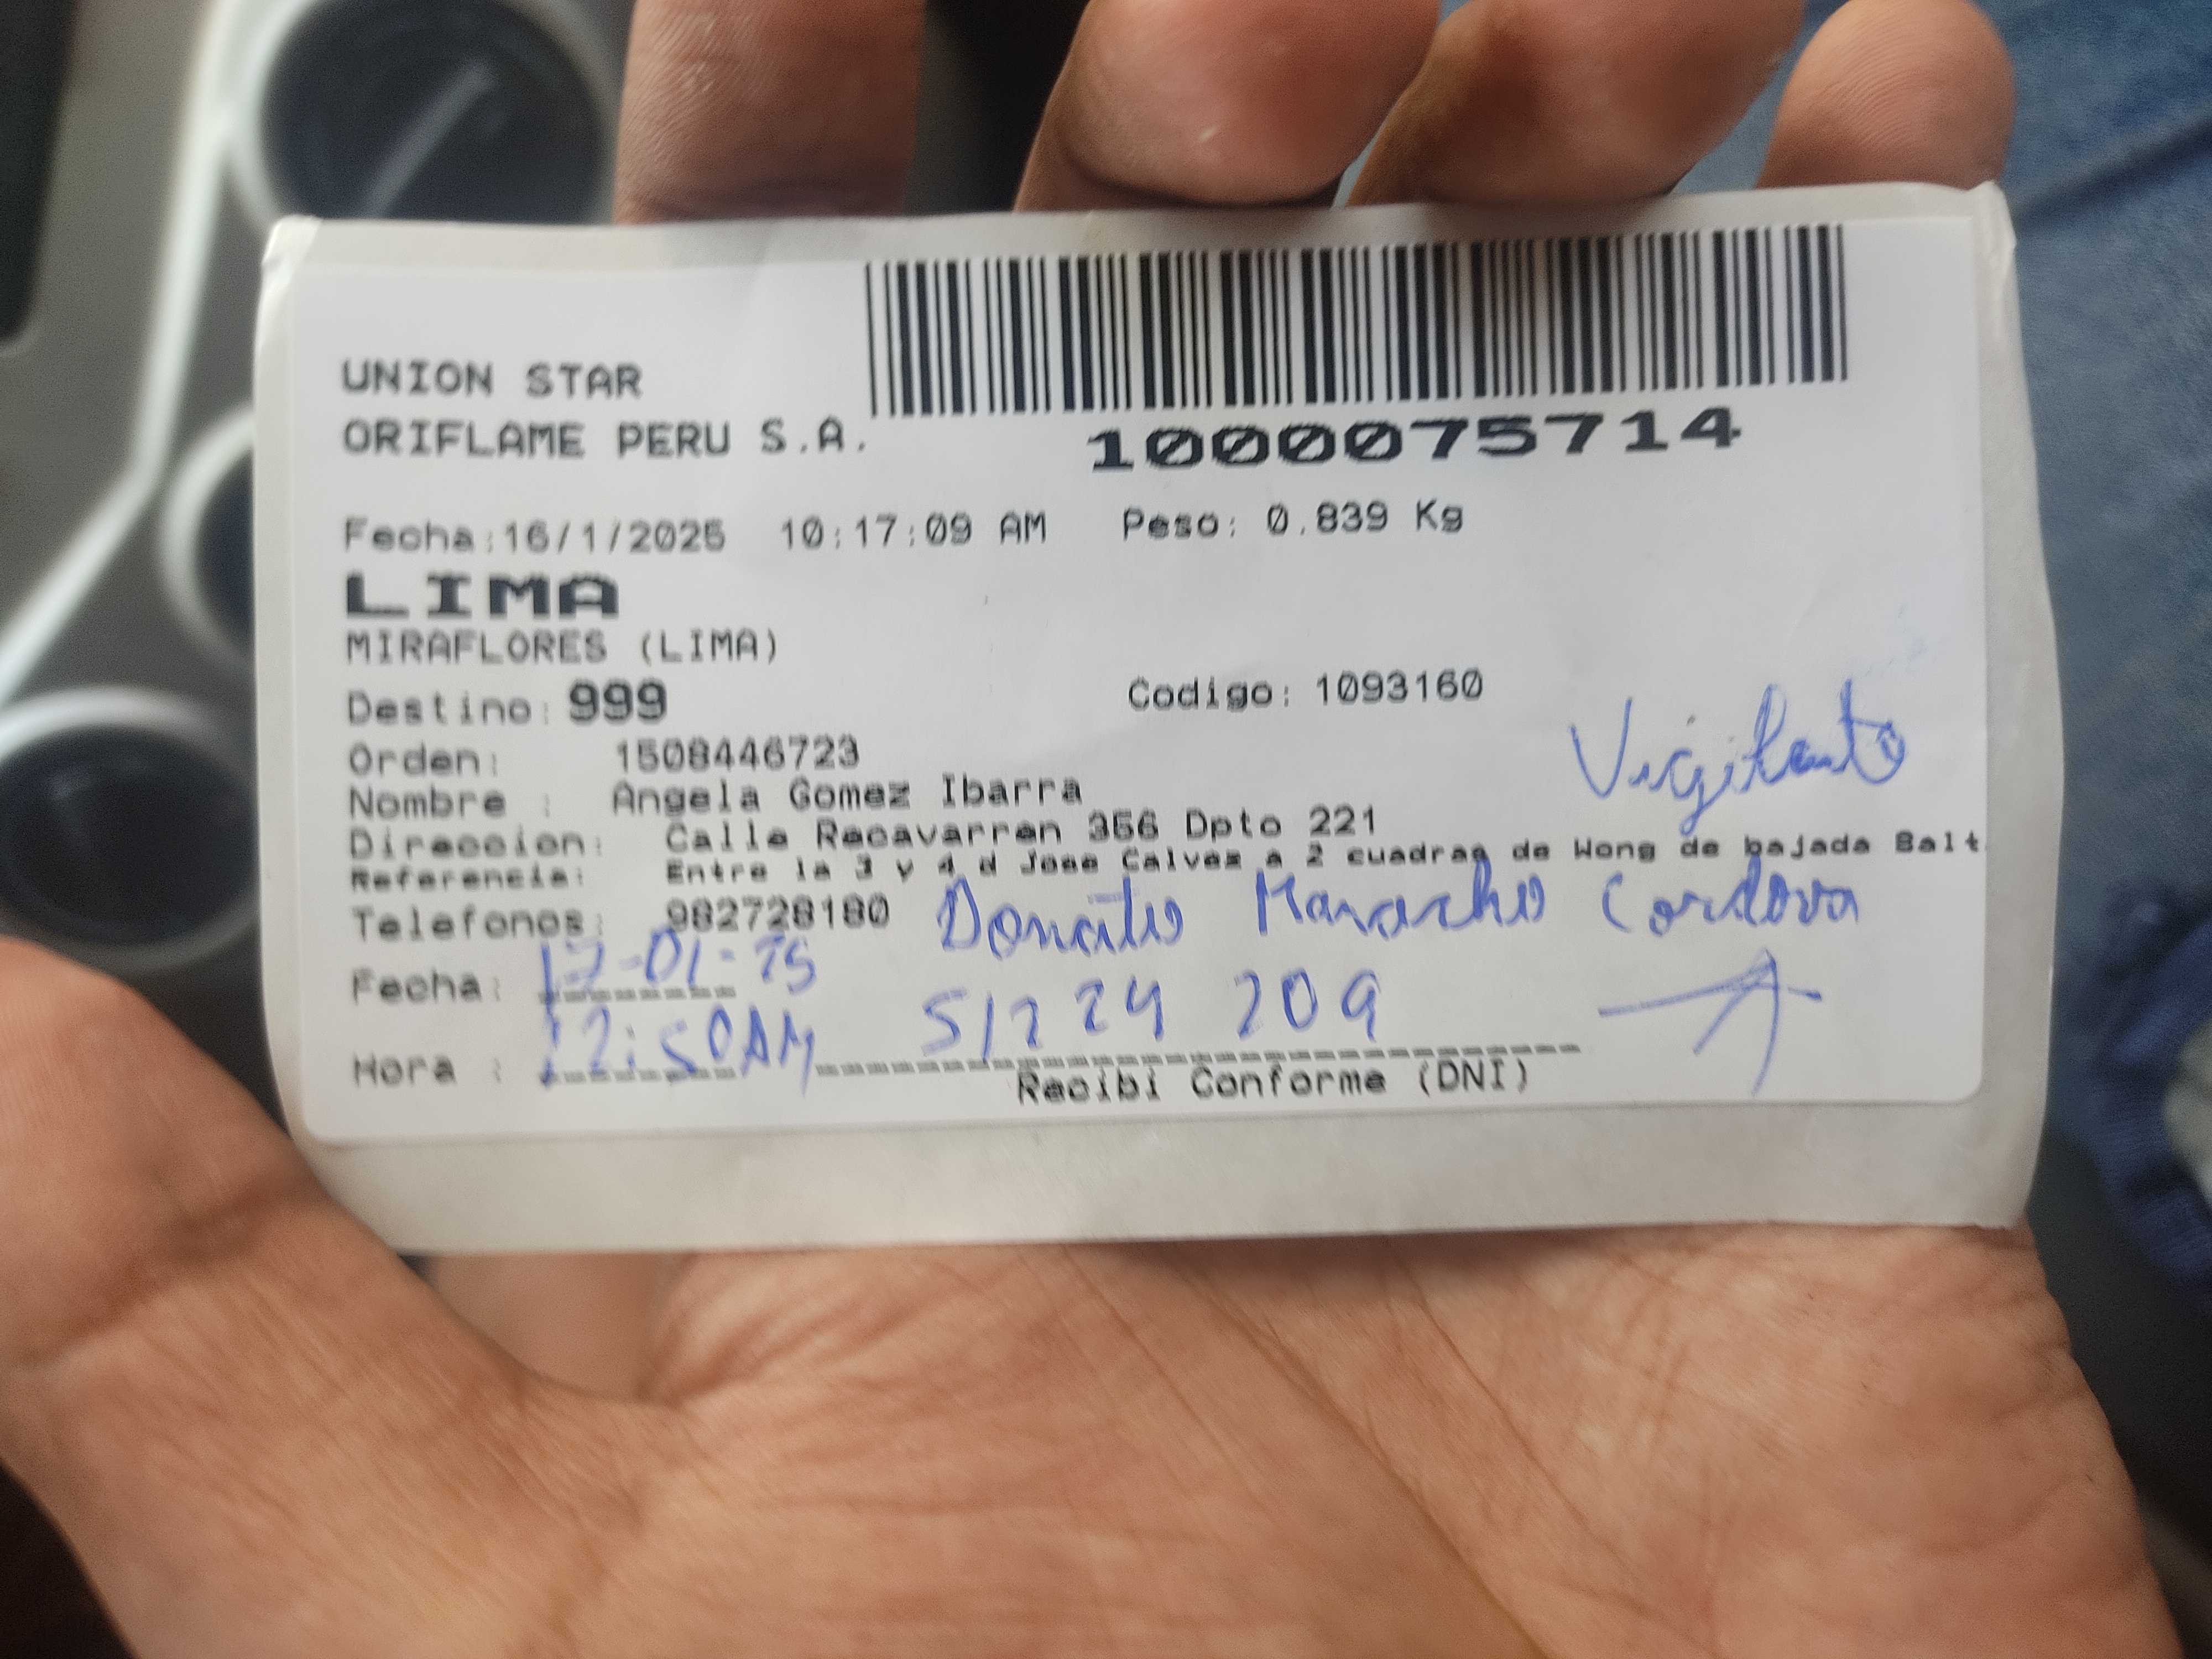 UNION STAR
ORIFLAME PERU S.A.
1000075714
Fecha:16/1/2025 10:17:09 AM Peso: 0.839 Kg
LIMA
MIRAFLORES (LIMA)
Destino: 999 Codigo: 1093160
Orden: 1508446723
Nombre : Angela Gomez Ibarra
Vigilante
Direccion: Calle Recavarren 356 Dpto 221
Referencia: Entre la 3 y 4 d Jose Galvez a 2 cuadras de Wong de bajada Balt
Telefonos: 982728180
Cordova
Fecha: 17-01-25
Hora : 12:50AM
Recibi Conforme (DNI)